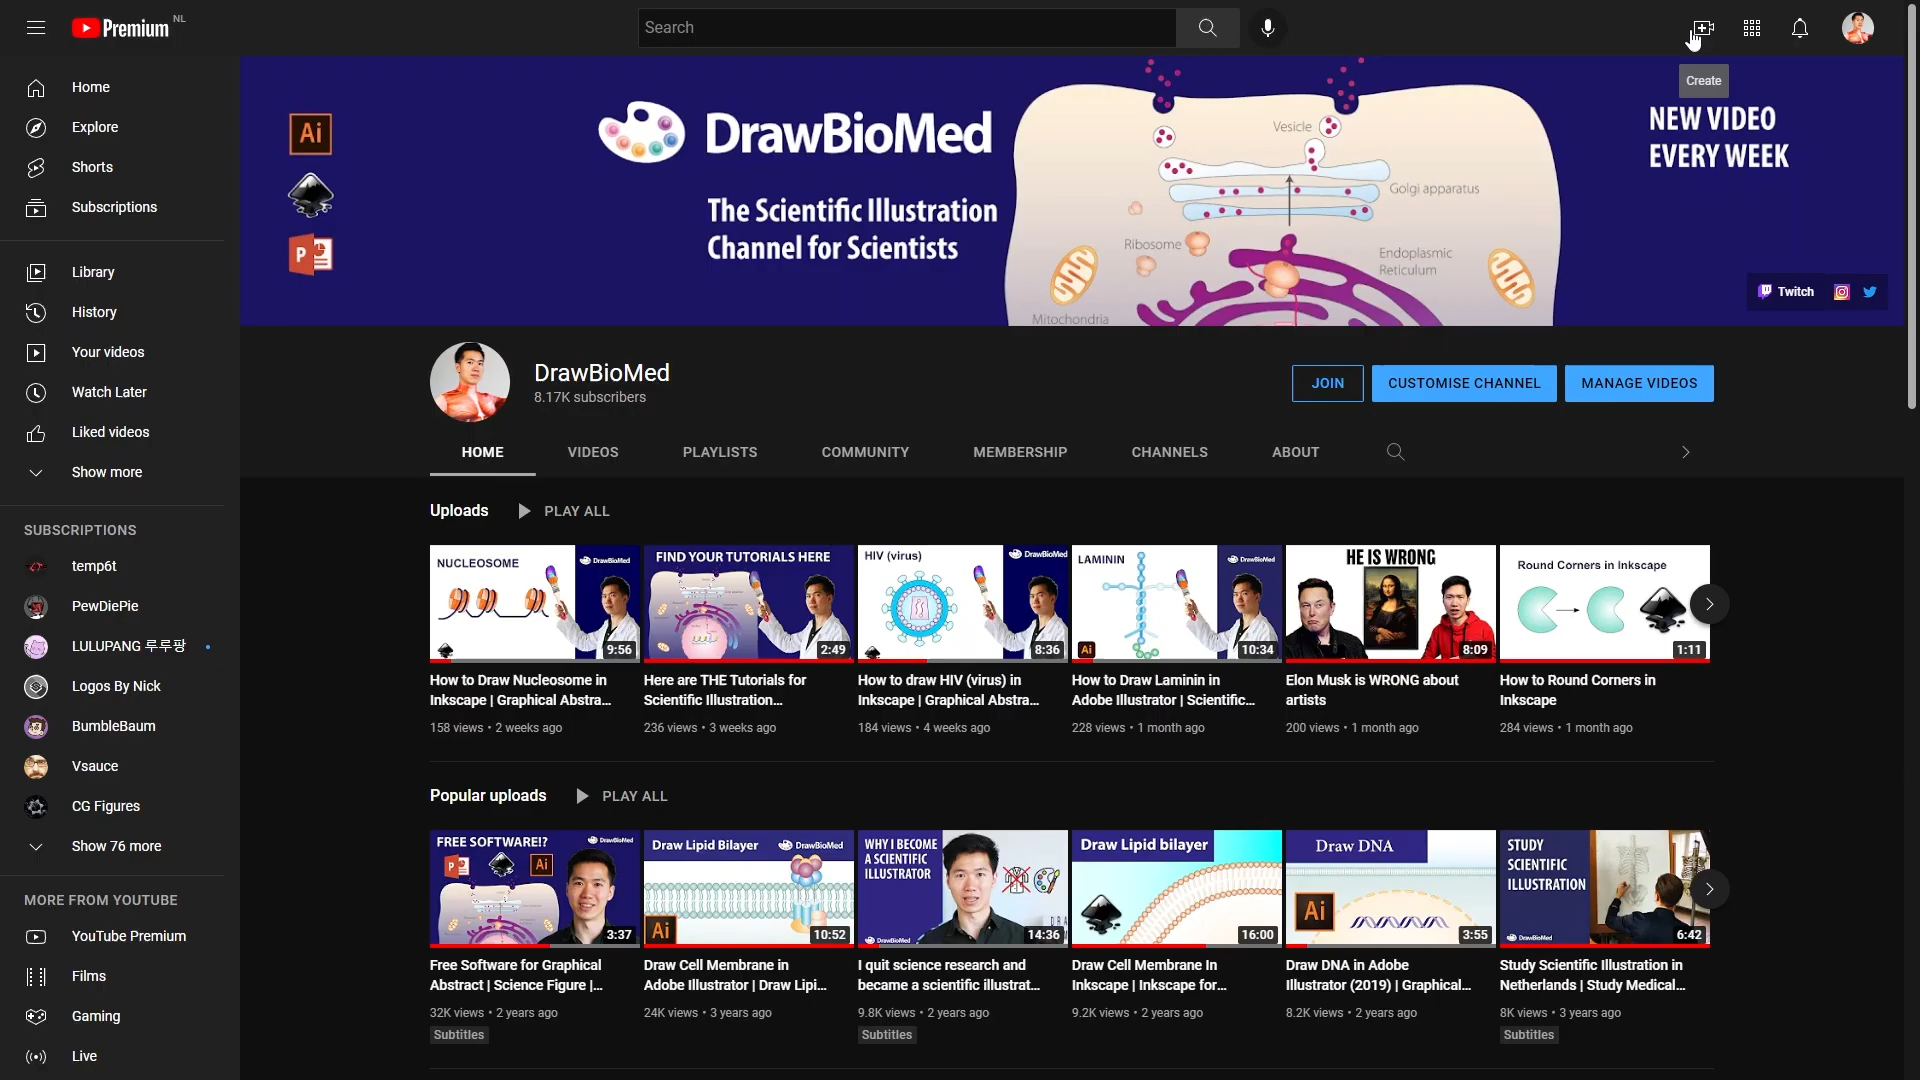 Premium NL
Search
Create
Home
Explore
Shorts
Subscriptions
Library
History
Your videos
Watch Later
Liked videos
Show more
SUBSCRIPTIONS
temp6t
PewDiePie
LULUPANG 루루팡
Logos By Nick
BumbleBaum
Vsauce
CG Figures
Show 76 more
MORE FROM YOUTUBE
YouTube Premium
Films
Gaming
Live
Ai
P
DrawBioMed
The Scientific Illustration
Channel for Scientists
Vesicle
Golgi apparatus
Ribosome
Endoplasmic
Reticulum
Mitochondria
NEW VIDEO
EVERY WEEK
Twitch
DrawBioMed
8.17K subscribers
JOIN
CUSTOMISE CHANNEL
MANAGE VIDEOS
HOME
VIDEOS
PLAYLISTS
COMMUNITY
MEMBERSHIP
CHANNELS
ABOUT
Uploads
PLAY ALL
NUCLEOSOME
DrawBioMed
9:56
How to Draw Nucleosome in
Inkscape | Graphical Abstra...
158 views • 2 weeks ago
FIND YOUR TUTORIALS HERE
2:49
Here are THE Tutorials for
Scientific Illustration...
236 views • 3 weeks ago
HIV (virus)
DrawBioMed
8:36
How to draw HIV (virus) in
Inkscape | Graphical Abstra...
184 views • 4 weeks ago
LAMININ
DrawBioMed
Ai
10:34
How to Draw Laminin in
Adobe Illustrator | Scientific...
228 views • 1 month ago
HE IS WRONG
8:09
Elon Musk is WRONG about
artists
200 views • 1 month ago
Round Corners in Inkscape
1:11
How to Round Corners in
Inkscape
284 views • 1 month ago
Popular uploads
PLAY ALL
FREE SOFTWARE!?
DrawBioMed
P
Ai
3:37
Free Software for Graphical
Abstract | Science Figure |...
32K views • 2 years ago
Subtitles
Draw Lipid Bilayer
DrawBioMed
Ai
10:52
Draw Cell Membrane in
Adobe Illustrator | Draw Lipi...
24K views • 3 years ago
WHY I BECOME
A SCIENTIFIC
ILLUSTRATOR
DrawBioMed
14:36
I quit science research and
became a scientific illustrat...
9.8K views • 2 years ago
Subtitles
Draw Lipid bilayer
16:00
Draw Cell Membrane In
Inkscape | Inkscape for...
9.2K views • 2 years ago
Draw DNA
Ai
3:55
Draw DNA in Adobe
Illustrator (2019) | Graphical...
8.2K views • 2 years ago
STUDY
SCIENTIFIC
ILLUSTRATION
DrawBioMed
6:42
Study Scientific Illustration in
Netherlands | Study Medical...
8K views • 3 years ago
Subtitles